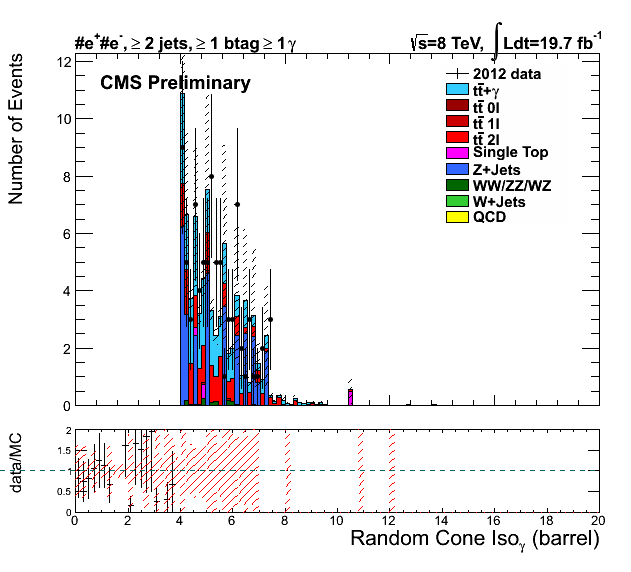 #e⁺#e⁻, ≥ 2 jets, ≥ 1 btag ≥ 1 γ
√s=8 TeV, ∫ Ldt=19.7 fb⁻¹
CMS Preliminary
2012 data
tt̄+γ
tt̄ 0l
tt̄ 1l
tt̄ 2l
Single Top
Z+Jets
WW/ZZ/WZ
W+Jets
QCD
Number of Events
12
10
8
6
4
2
0
data/MC
2
1.5
1
0.5
0
0 2 4 6 8 10 12 14 16 18 20
Random Cone Isoᵧ (barrel)